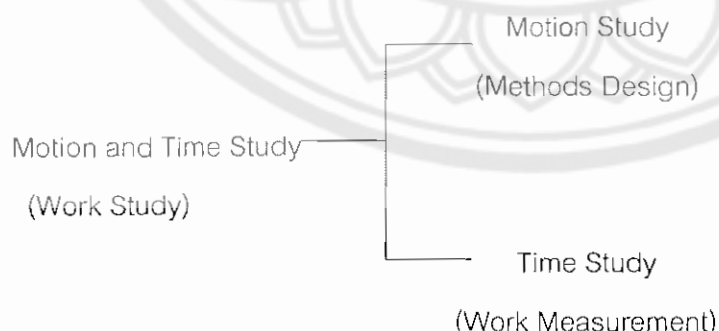 Motion Study
(Methods Design)
Motion and Time Study
(Work Study)
Time Study
(Work Measurement)